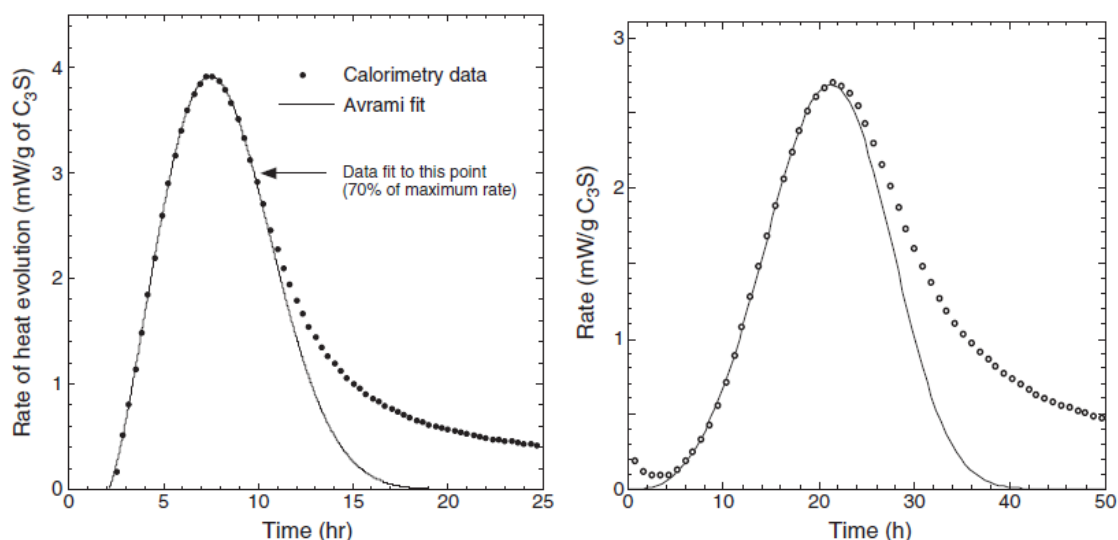 Rate of heat evolution (mW/g of C₃S)
4
3
2
1
0
Calorimetry data
Avrami fit
Data fit to this point
(70% of maximum rate)
0 5 10 15 20 25
Time (hr)
Rate (mW/g C₃S)
3
2
1
0
0 10 20 30 40 50
Time (h)